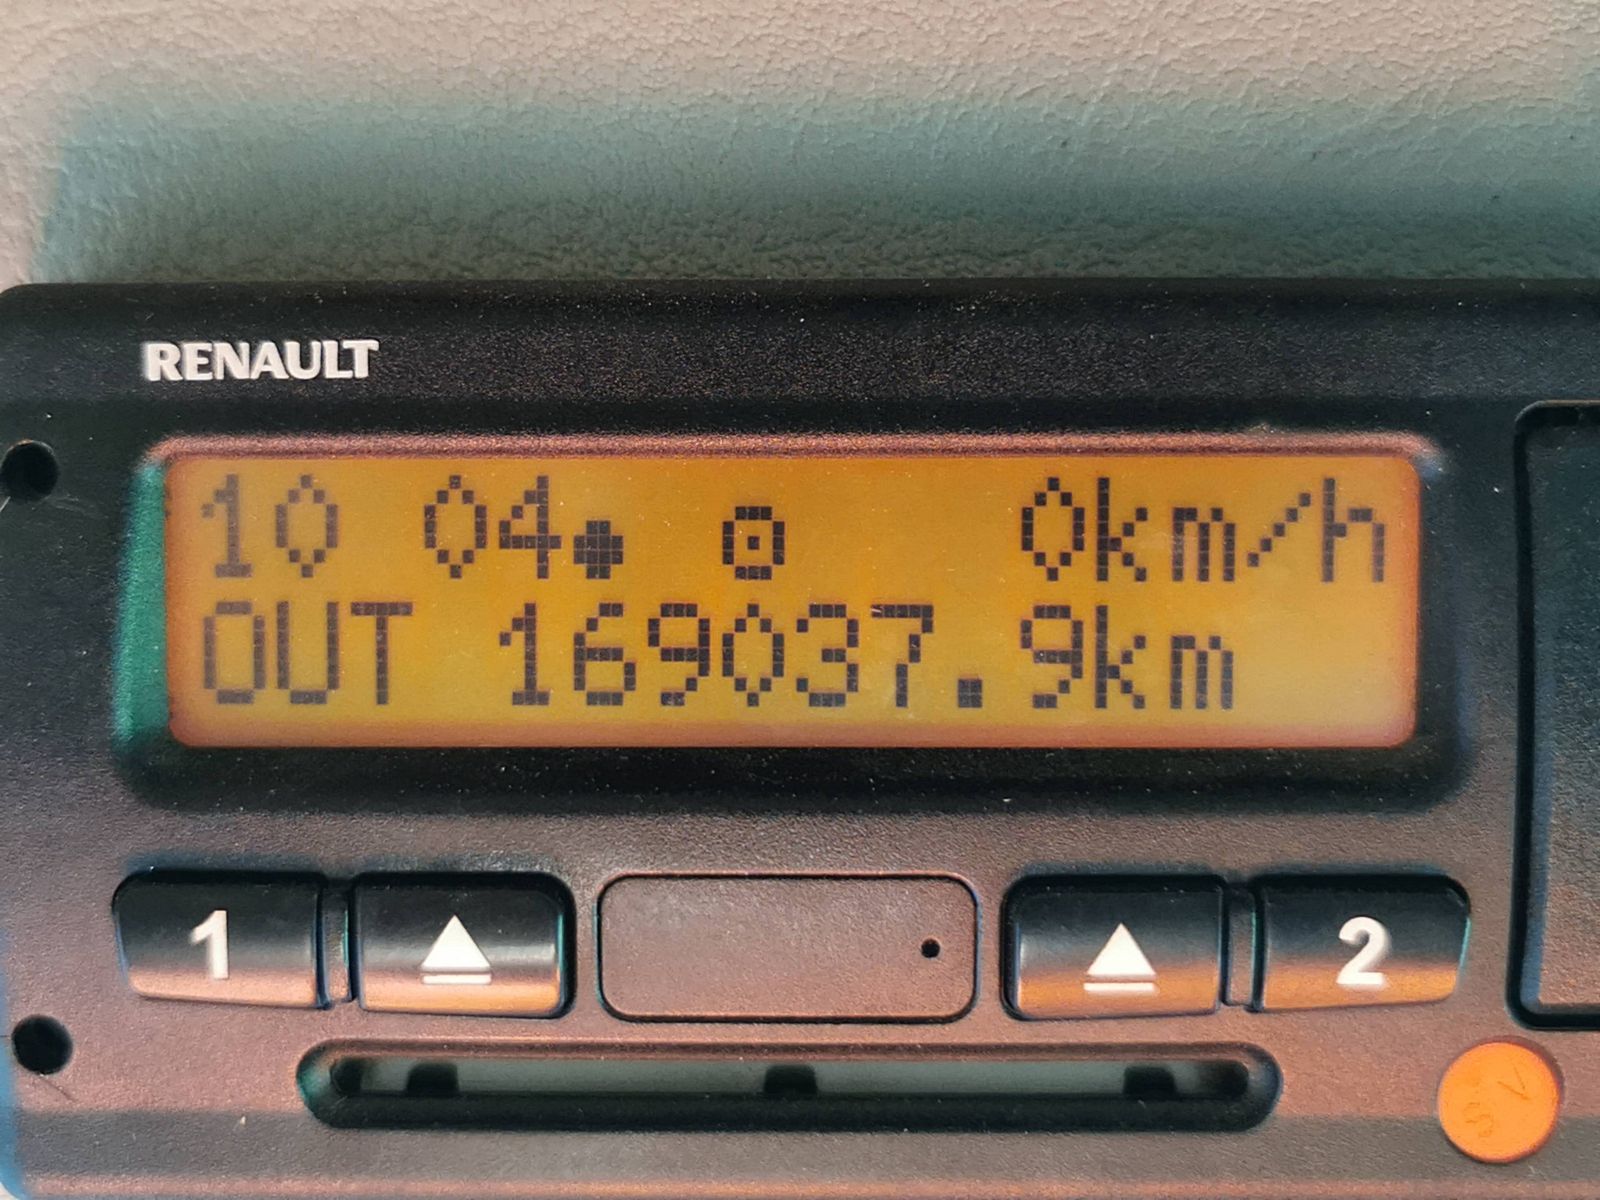 RENAULT
10 04● ⊙ 0km/h
OUT 169037.9km
1 2